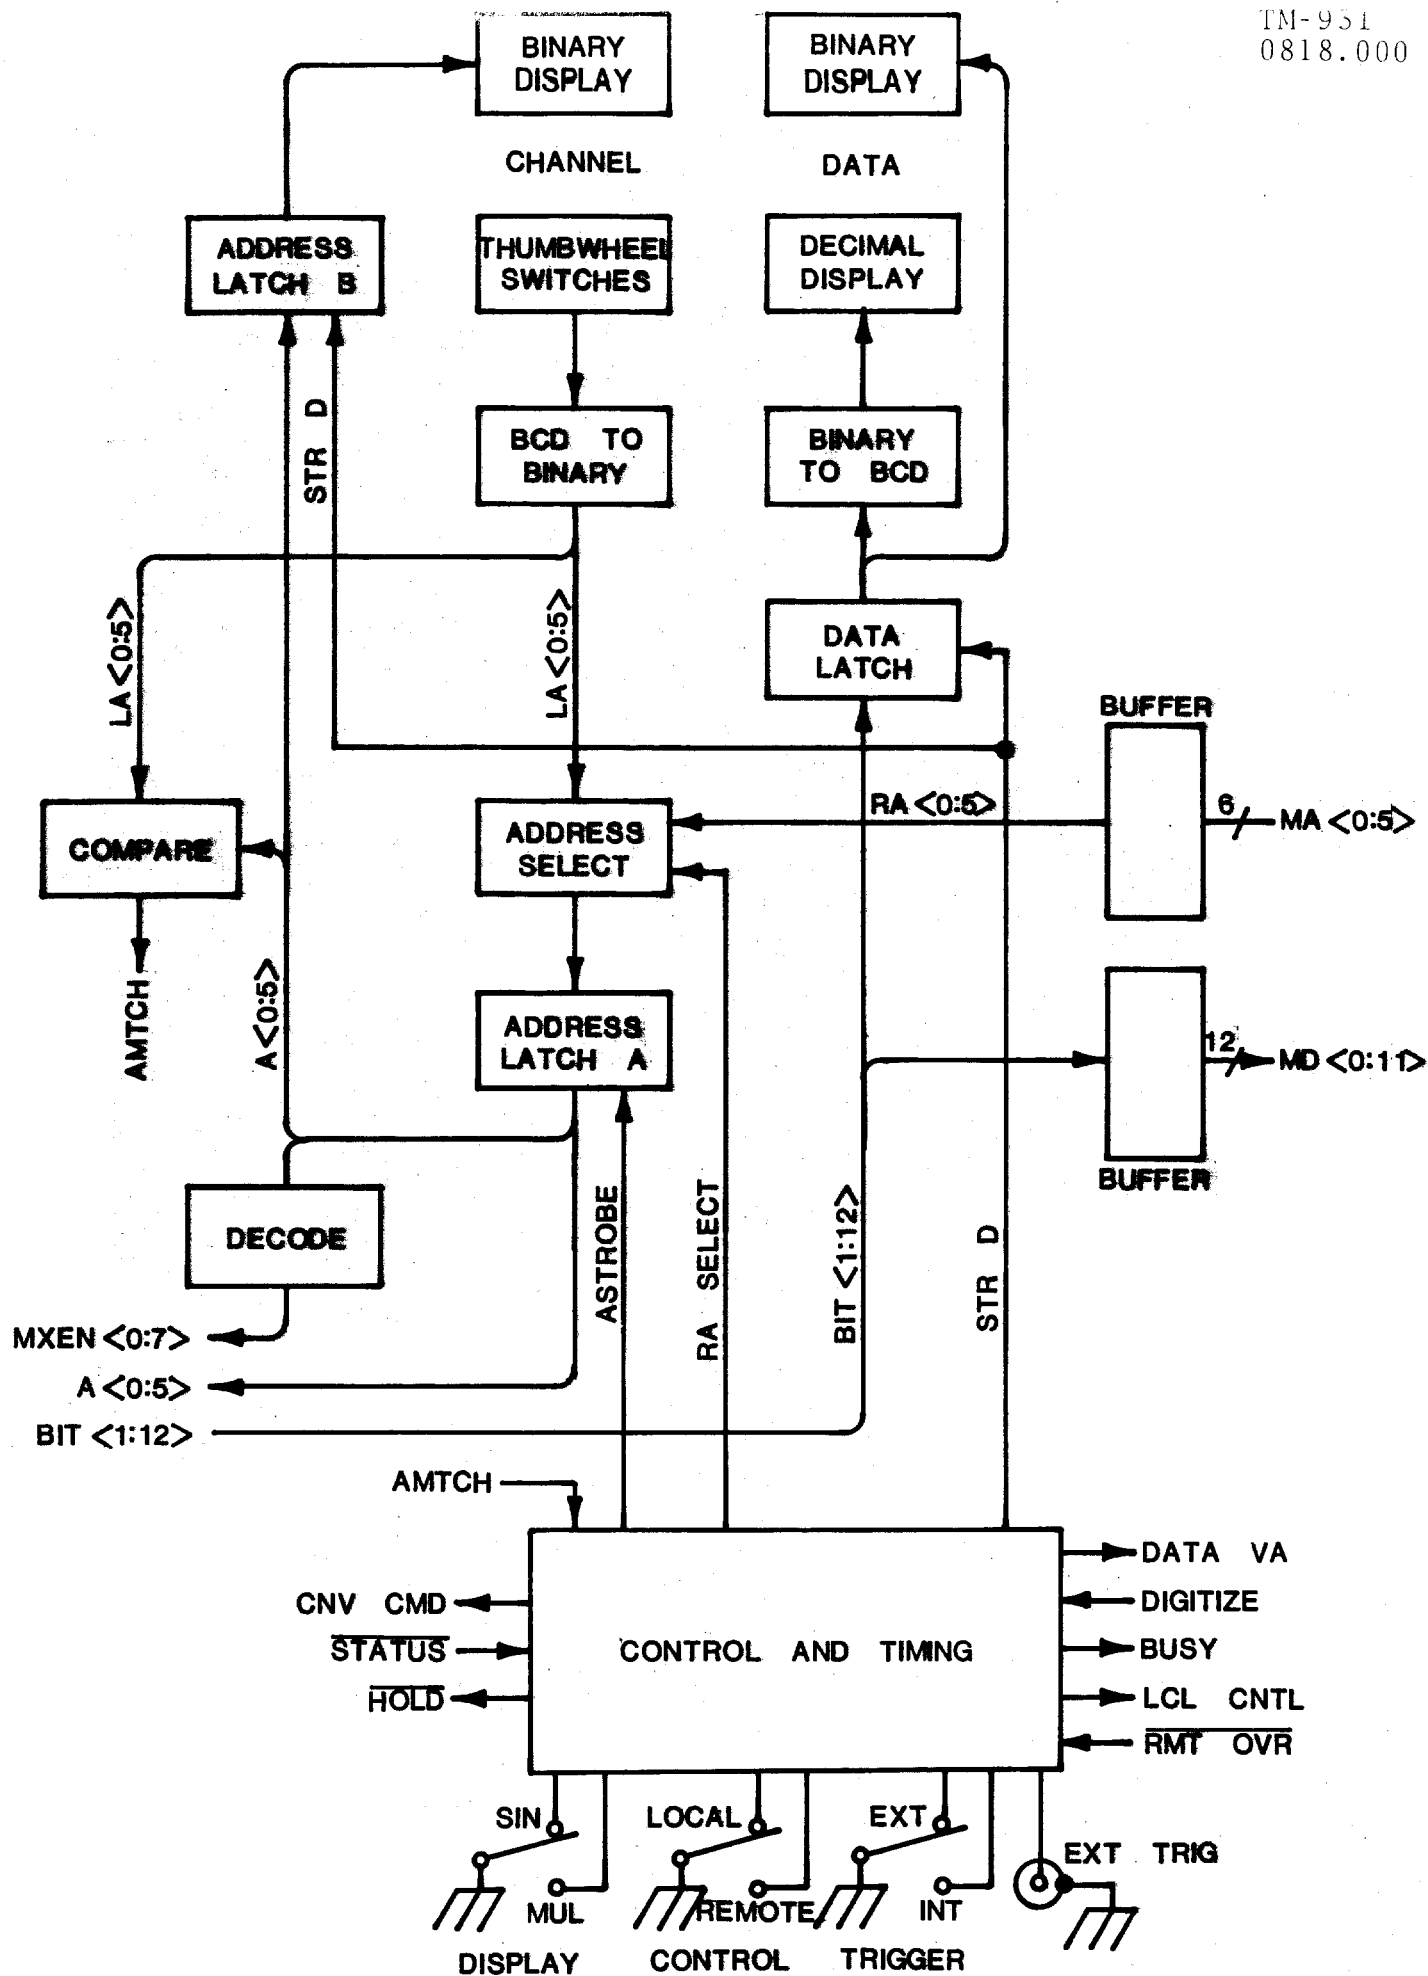 TM-951
0818.000
BINARY
DISPLAY
BINARY
DISPLAY
CHANNEL
DATA
ADDRESS
LATCH B
THUMBWHEEL
SWITCHES
DECIMAL
DISPLAY
STR D
BCD TO
BINARY
BINARY
TO BCD
LA<0:5>
LA<0:5>
DATA
LATCH
BUFFER
RA<0:5>
6
MA<0:5>
COMPARE
ADDRESS
SELECT
AMTCH
A<0:5>
ADDRESS
LATCH A
12
MD<0:11>
BUFFER
DECODE
ASTROBE
RA SELECT
BIT<1:12>
STR D
MXEN<0:7>
A<0:5>
BIT<1:12>
AMTCH
CNV CMD
STATUS
HOLD
CONTROL AND TIMING
DATA VA
DIGITIZE
BUSY
LCL CNTL
RMT OVR
SIN
LOCAL
EXT
EXT TRIG
MUL
REMOTE
INT
DISPLAY
CONTROL
TRIGGER